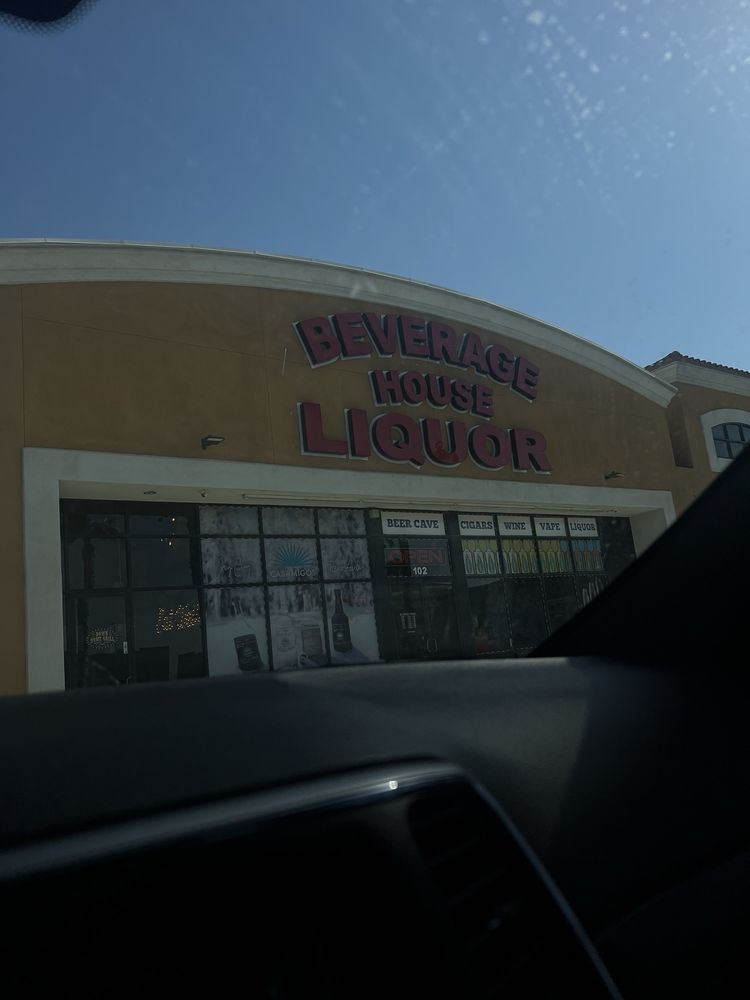 BEVERAGE
HOUSE
LIQUOR
BEER CAVE
CIGARS
WINE
VAPE
LIQUOR
OPEN
102
CASAMIGOS